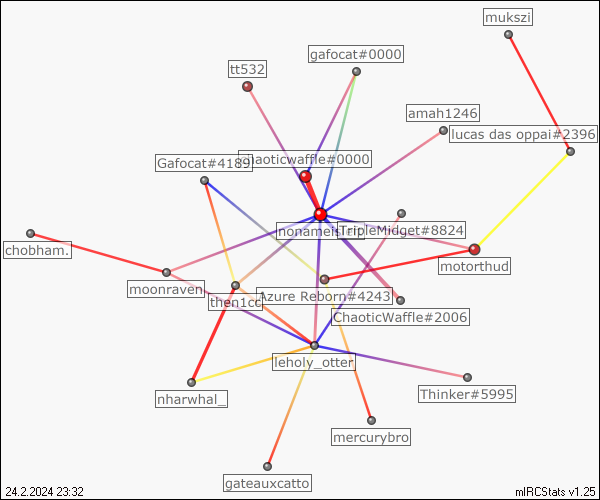 mukszi
gafocat#0000
tt532
amah1246
lucas das oppai#2396
chaoticwaffle#0000
Gafocat#4189
TripleMidget#8824
chobham.
motorthud
moonraven
then1cc
Azure Reborn#4243
ChaoticWaffle#2006
leholy_otter
Thinker#5995
nharwhal_
mercurybro
gateauxcatto
24.2.2024 23:32
mIRCStats v1.25